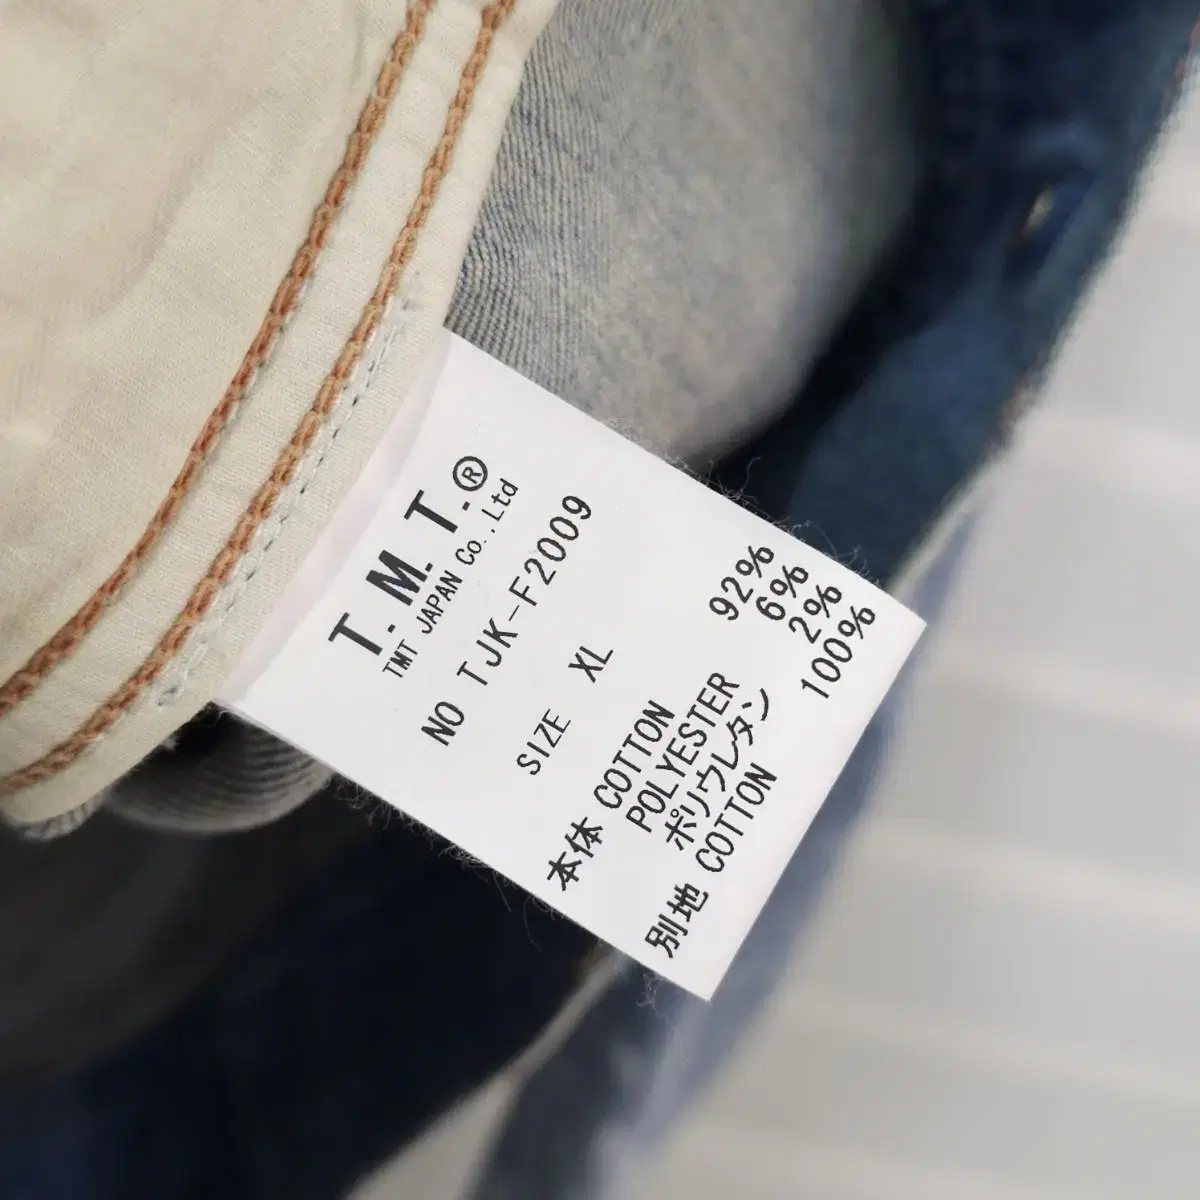 T.M.T.®
TMT JAPAN Co.,Ltd
NO TJK-F2009
SIZE XL
本体 COTTON 92%
POLYESTER 6%
ポリウレタン 2%
別地 COTTON 100%